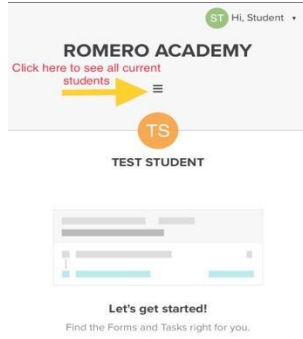 ST Hi, Student
ROMERO ACADEMY
Click here to see all current
students
TS
TEST STUDENT
Let's get started!
Find the Forms and Tasks right for you.